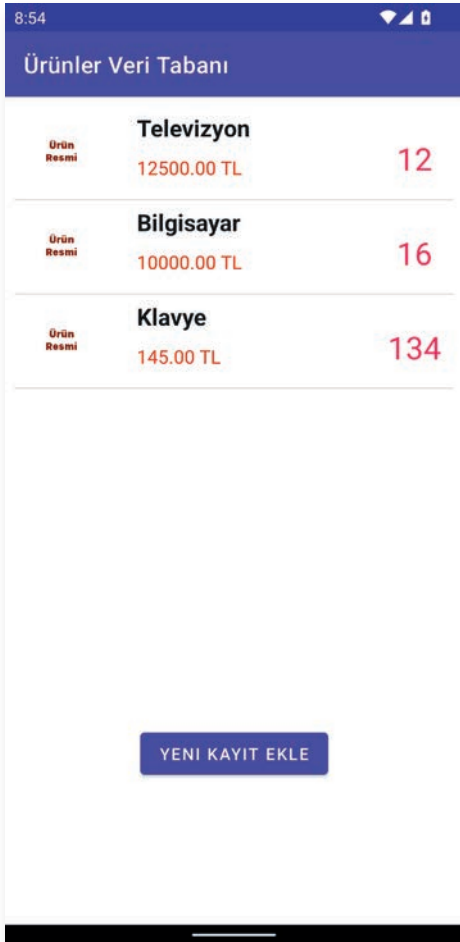 8:54
Ürünler Veri Tabanı
Ürün
Resmi
Televizyon
12500.00 TL
12
Ürün
Resmi
Bilgisayar
10000.00 TL
16
Ürün
Resmi
Klavye
145.00 TL
134
YENİ KAYIT EKLE